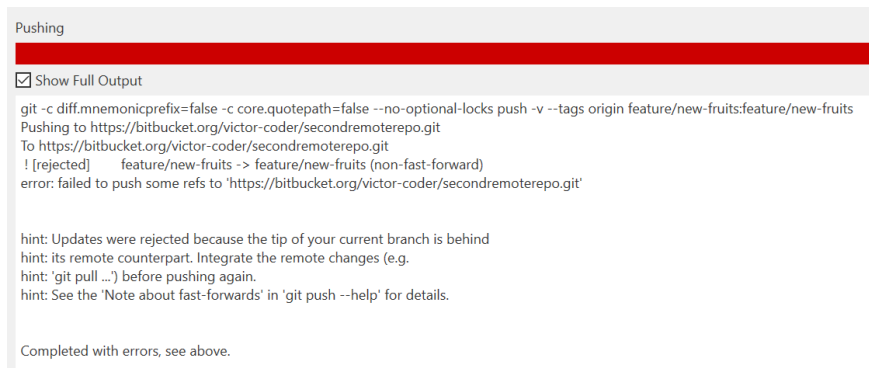 Pushing
Show Full Output
git -c diff.mnemonicprefix=false -c core.quotepath=false --no-optional-locks push -v --tags origin feature/new-fruits:feature/new-fruits
Pushing to https://bitbucket.org/victor-coder/secondremoterepo.git
To https://bitbucket.org/victor-coder/secondremoterepo.git
! [rejected]        feature/new-fruits -> feature/new-fruits (non-fast-forward)
error: failed to push some refs to 'https://bitbucket.org/victor-coder/secondremoterepo.git'
hint: Updates were rejected because the tip of your current branch is behind
hint: its remote counterpart. Integrate the remote changes (e.g.
hint: 'git pull ...') before pushing again.
hint: See the 'Note about fast-forwards' in 'git push --help' for details.
Completed with errors, see above.